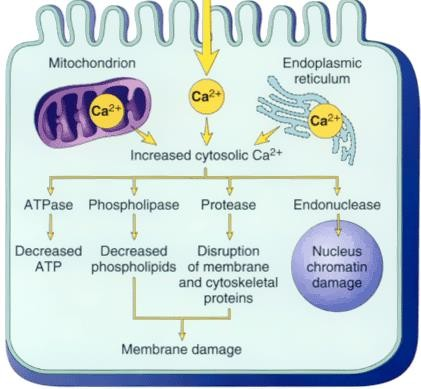 Mitochondrion
Endoplasmic
reticulum
Ca2+
Ca2+
Ca2+
Increased cytosolic Ca2+
ATPase Phospholipase Protease Endonuclease
Decreased
ATP
Decreased
phospholipids
Disruption
of membrane
and cytoskeletal
proteins
Nucleus
chromatin
damage
Membrane damage